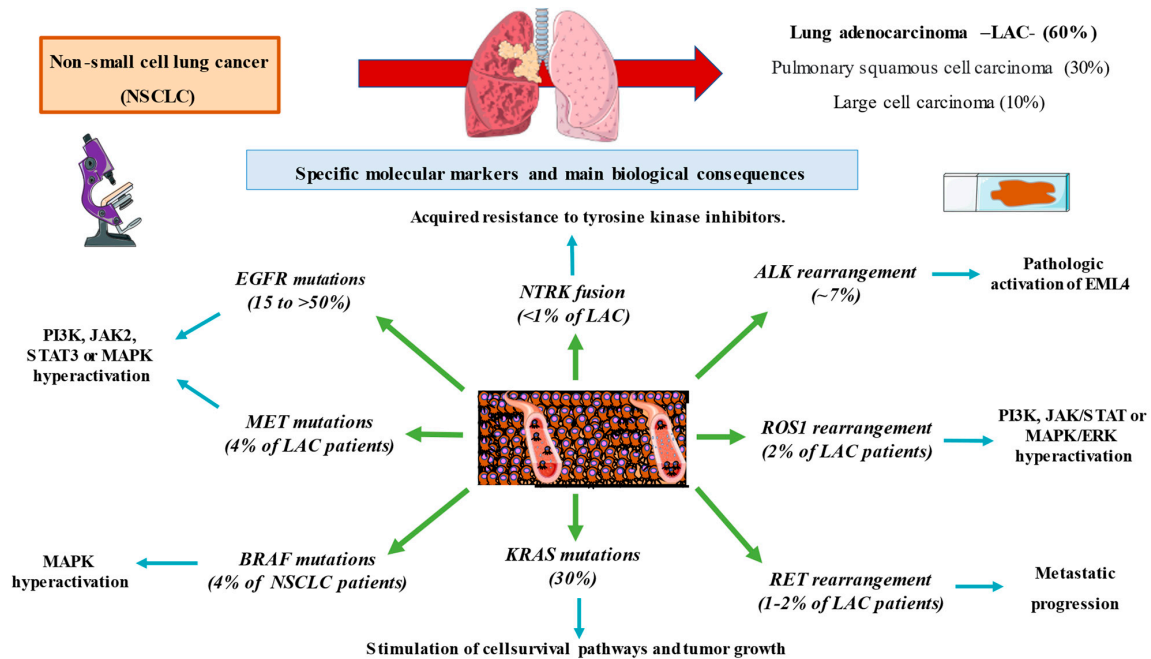 Non-small cell lung cancer
(NSCLC)
Lung adenocarcinoma –LAC- (60%)
Pulmonary squamous cell carcinoma (30%)
Large cell carcinoma (10%)
Specific molecular markers and main biological consequences
Acquired resistance to tyrosine kinase inhibitors.
EGFR mutations
(15 to >50%)
NTRK fusion
(<1% of LAC)
ALK rearrangement
(~7%)
Pathologic
activation of EML4
PI3K, JAK2,
STAT3 or MAPK
hyperactivation
MET mutations
(4% of LAC patients)
ROS1 rearrangement
(2% of LAC patients)
PI3K, JAK/STAT or
MAPK/ERK
hyperactivation
MAPK
hyperactivation
BRAF mutations
(4% of NSCLC patients)
KRAS mutations
(30%)
RET rearrangement
(1-2% of LAC patients)
Metastatic
progression
Stimulation of cell survival pathways and tumor growth